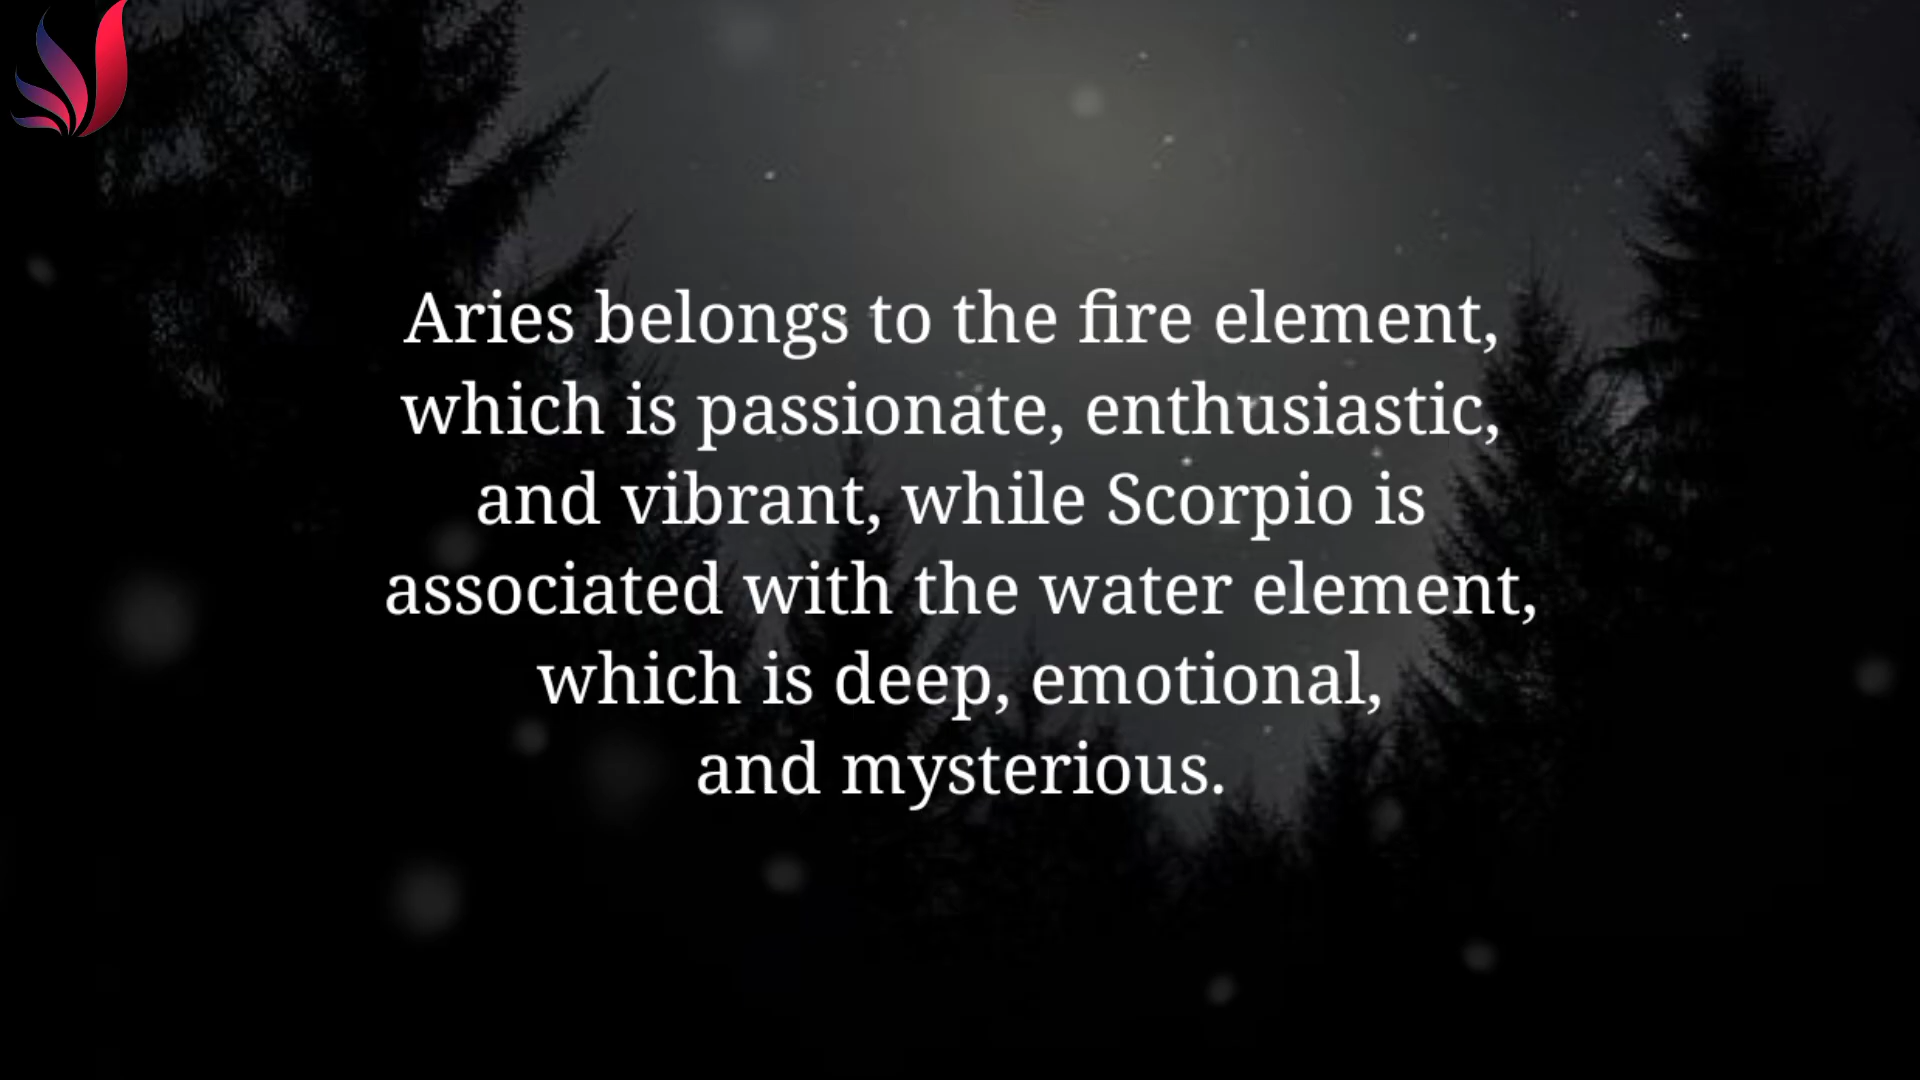 Aries belongs to the fire element,
which is passionate, enthusiastic,
and vibrant, while Scorpio is
associated with the water element,
which is deep, emotional,
and mysterious.